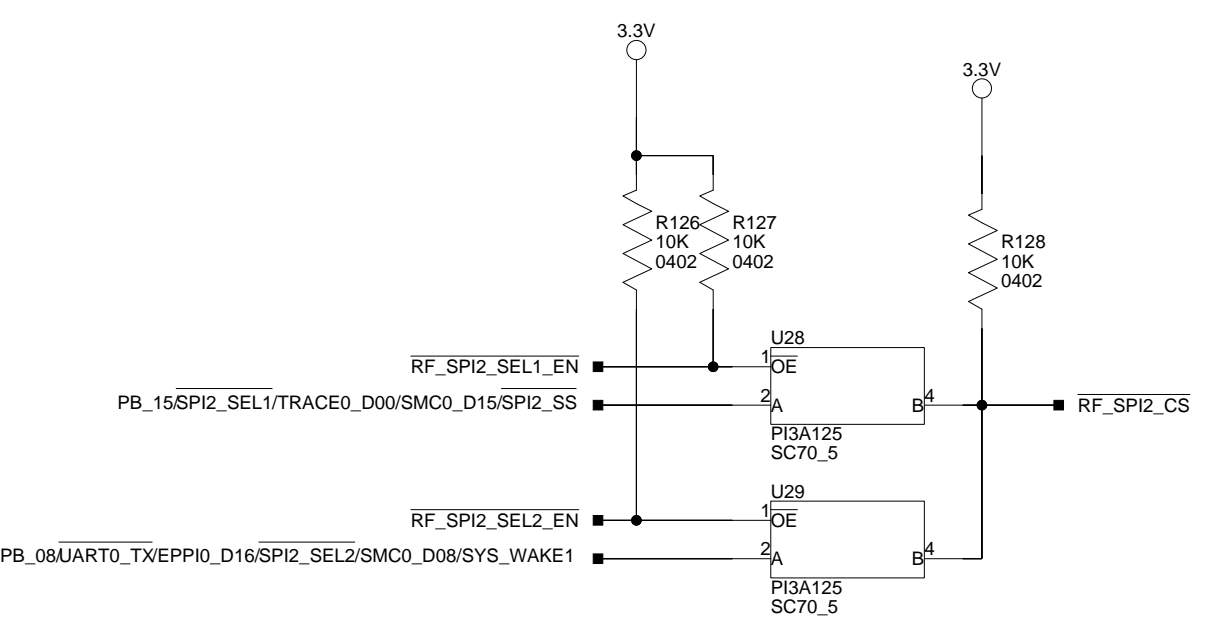 3.3V
3.3V
R126
10K
0402
R127
10K
0402
R128
10K
0402
U28
RF_SPI2_SEL1_EN
1
OE
PB_15/SPI2_SEL1/TRACE0_D00/SMC0_D15/SPI2_SS
2
A
B
4
RF_SPI2_CS
PI3A125
SC70_5
U29
RF_SPI2_SEL2_EN
1
OE
PB_08/UART0_TX/EPPI0_D16/SPI2_SEL2/SMC0_D08/SYS_WAKE1
2
A
B
4
PI3A125
SC70_5